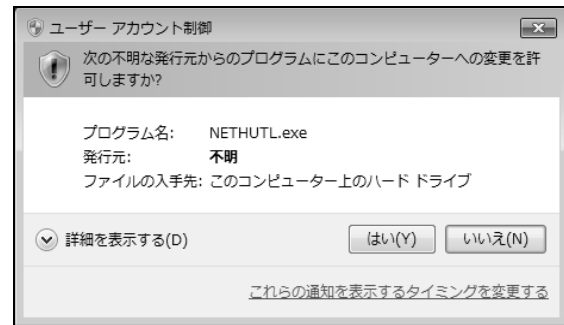 ユーザー アカウント制御
次の不明な発行元からのプログラムにこのコンピューターへの変更を許
可しますか?
プログラム名: NETHUTL.exe
発行元: 不明
ファイルの入手先: このコンピューター上のハード ドライブ
詳細を表示する(D) はい(Y) いいえ(N)
これらの通知を表示するタイミングを変更する